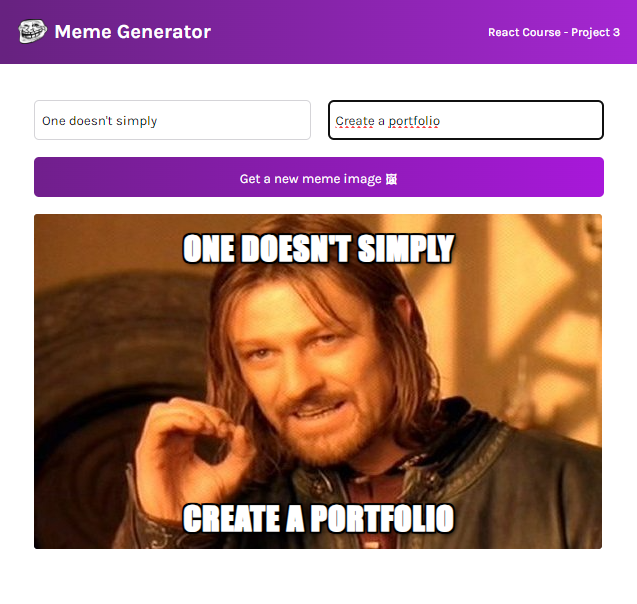 Meme Generator
React Course - Project 3
One doesn't simply
Create a portfolio
Get a new meme image 🖼
ONE DOESN'T SIMPLY
CREATE A PORTFOLIO